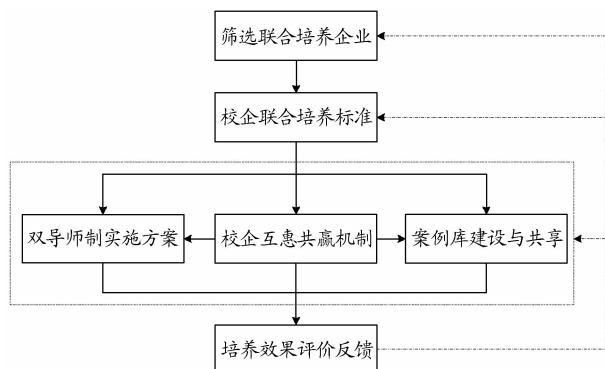 筛选联合培养企业
校企联合培养标准
双导师制实施方案
校企互惠共赢机制
案例库建设与共享
培养效果评价反馈